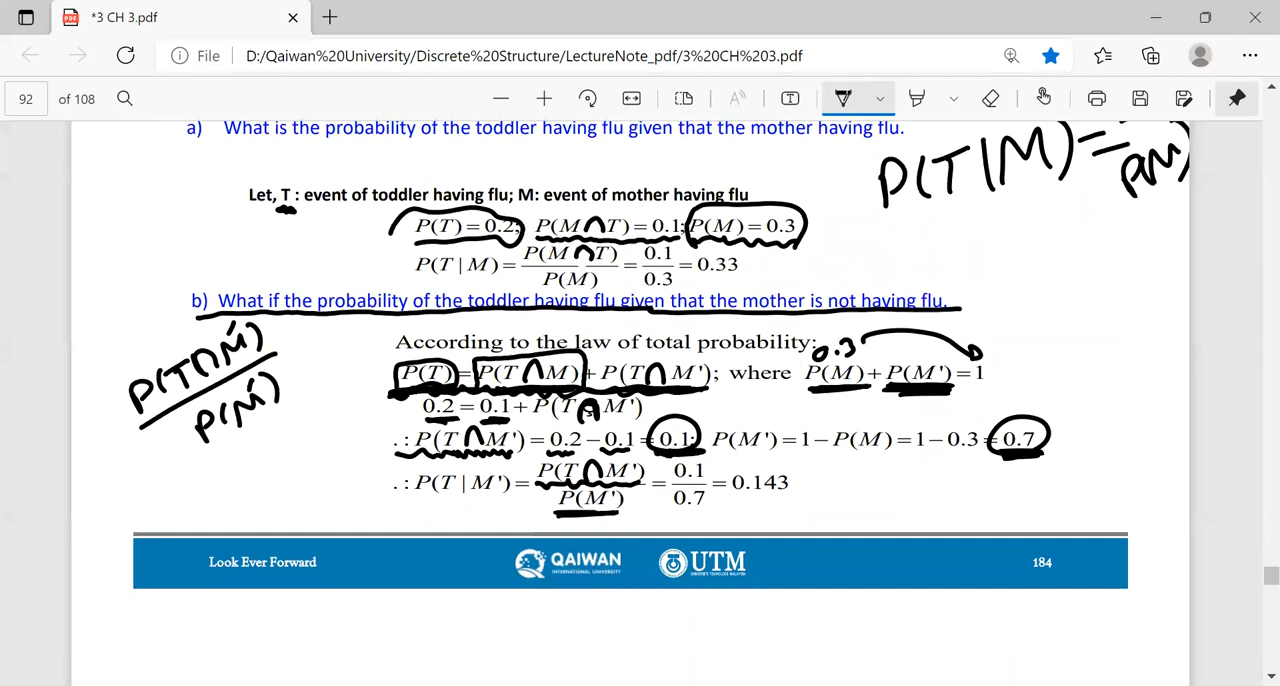 *3 CH 3.pdf
File D:/Qaiwan%20University/Discrete%20Structure/LectureNote_pdf/3%20CH%203.pdf
92 of 108
a) What is the probability of the toddler having flu given that the mother having flu.
P(T|M)=
P(M)
Let, T : event of toddler having flu; M: event of mother having flu
P(T) = 0.2; P(M∩T) = 0.1; P(M) = 0.3
P(T | M) = P(M∩T) / P(M) = 0.1 / 0.3 = 0.33
b) What if the probability of the toddler having flu given that the mother is not having flu.
According to the law of total probability;
0.3
P(T∩M')
P(M')
P(T) = P(T∩M) + P(T∩M'); where P(M) + P(M') = 1
0.2 = 0.1 + P(T∩M')
.: P(T∩M') = 0.2 − 0.1 = 0.1; P(M') = 1 − P(M) = 1 − 0.3 = 0.7
.: P(T | M') = P(T∩M') / P(M') = 0.1 / 0.7 = 0.143
Look Ever Forward
QAIWAN
INTERNATIONAL UNIVERSITY
UTM
UNIVERSITI TEKNOLOGI MALAYSIA
184